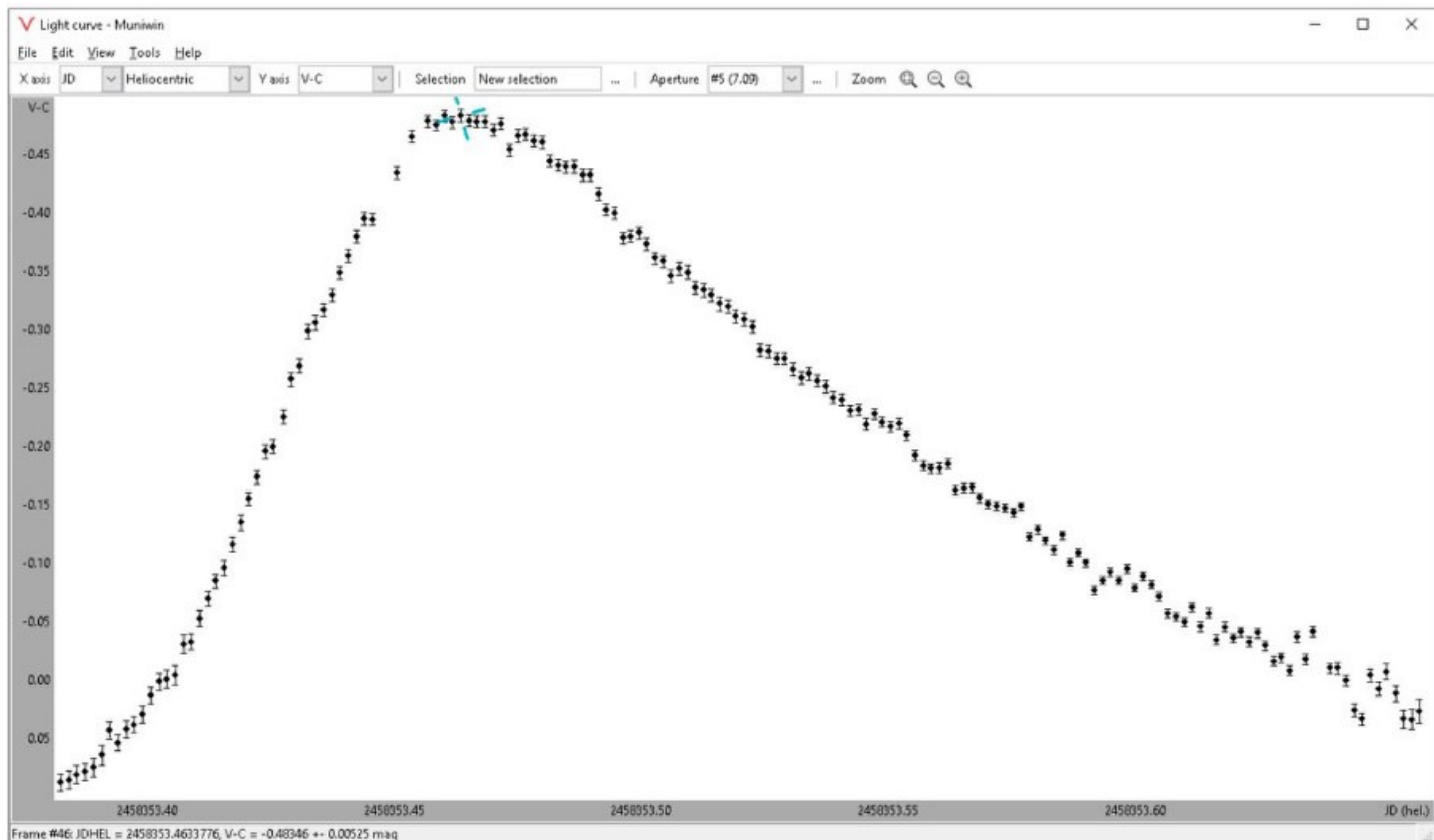 Light curve - Muniwin
File Edit View Tools Help
X axis JD Heliocentric Y axis V-C Selection New selection ... Aperture #5 (7.09) ... Zoom
V-C
-0.45
-0.40
-0.35
-0.30
-0.25
-0.20
-0.15
-0.10
-0.05
0.00
0.05
2458353.40 2458353.45 2458353.50 2458353.55 2458353.60 JD (hel.)
Frame #46: JDHEL = 2458353.4633776, V-C = -0.48346 +- 0.00525 mag